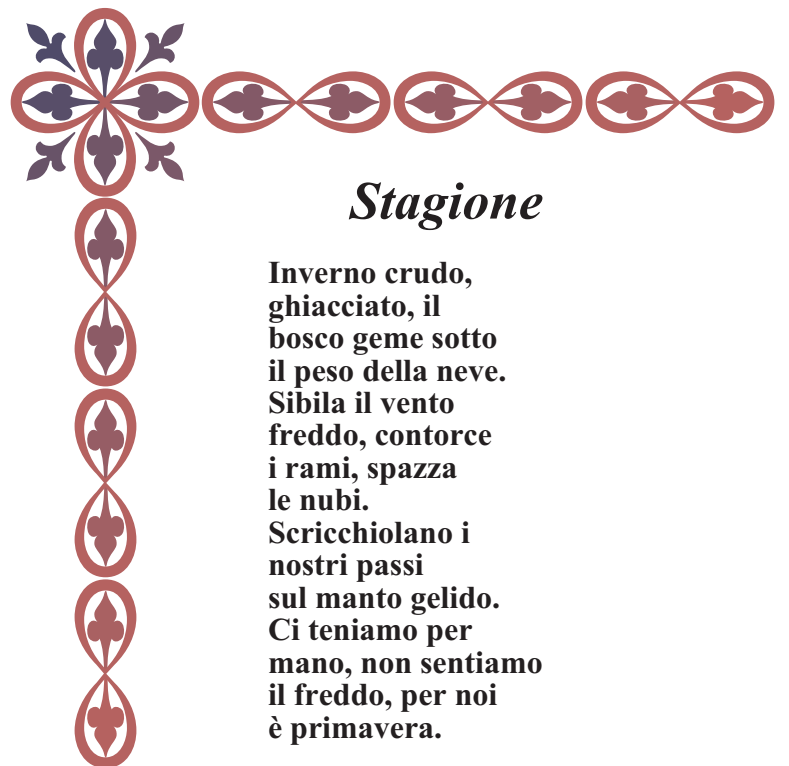 Stagione
Inverno crudo,
ghiacciato, il
bosco geme sotto
il peso della neve.
Sibila il vento
freddo, contorce
i rami, spazza
le nubi.
Scricchiolano i
nostri passi
sul manto gelido.
Ci teniamo per
mano, non sentiamo
il freddo, per noi
è primavera.